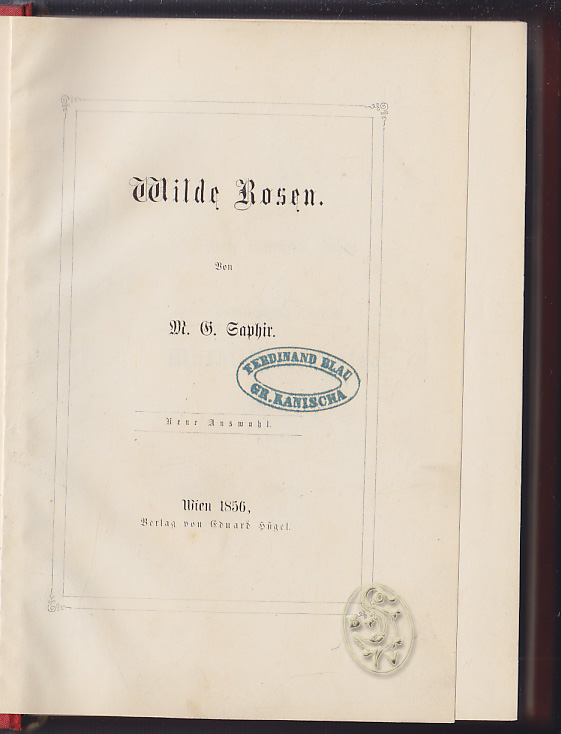 Wilde Rosen.
Von
M. G. Saphir.
FERDINAND BLAU
GR. KANISCHA
Neue Auswahl.
Wien 1856,
Verlag von Eduard Hügel.